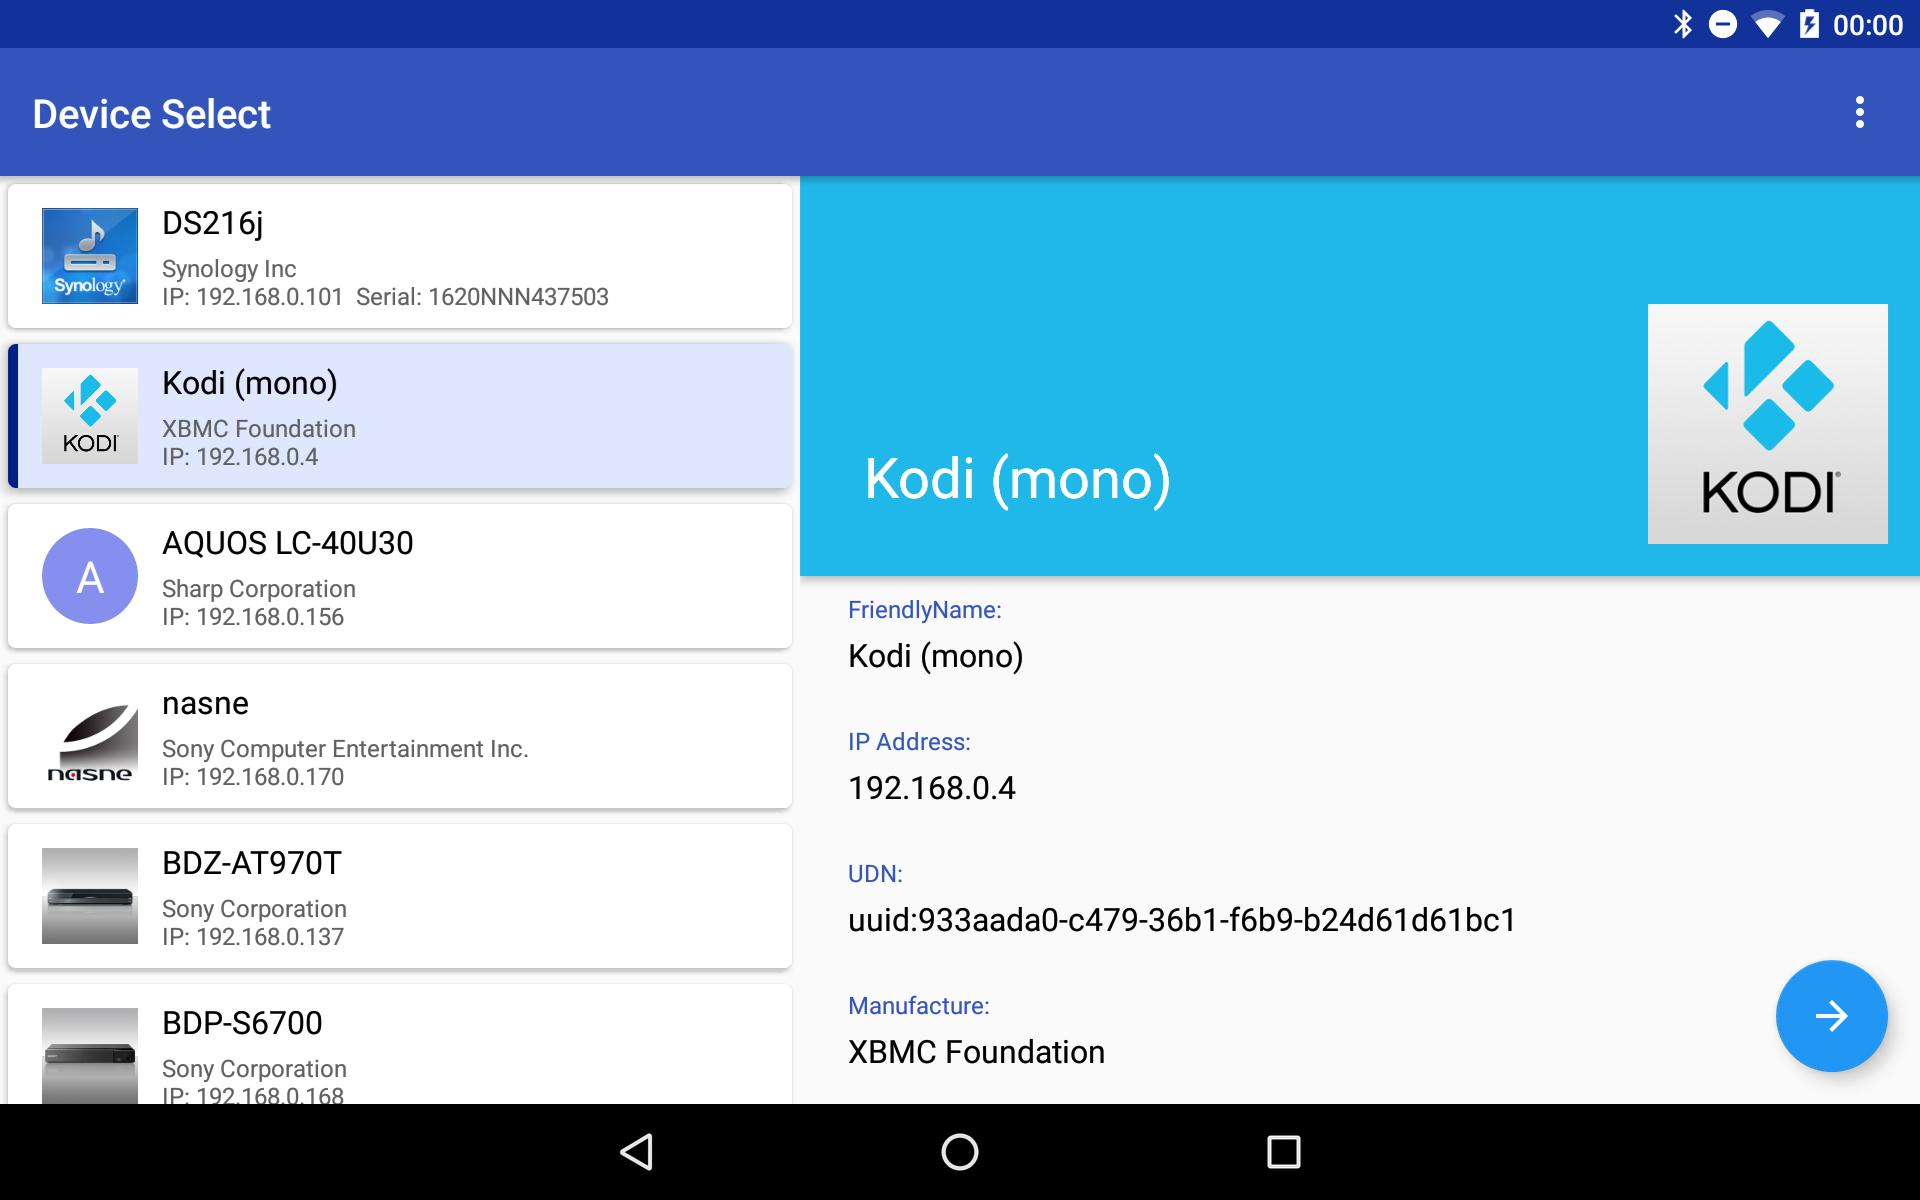 00:00
Device Select
Synology
DS216j
Synology Inc
IP: 192.168.0.101  Serial: 1620NNN437503
KODI
Kodi (mono)
XBMC Foundation
IP: 192.168.0.4
A
AQUOS LC-40U30
Sharp Corporation
IP: 192.168.0.156
nasne
nasne
Sony Computer Entertainment Inc.
IP: 192.168.0.170
BDZ-AT970T
Sony Corporation
IP: 192.168.0.137
BDP-S6700
Sony Corporation
IP: 192.168.0.168
Kodi (mono)
KODI®
FriendlyName:
Kodi (mono)
IP Address:
192.168.0.4
UDN:
uuid:933aada0-c479-36b1-f6b9-b24d61d61bc1
Manufacture:
XBMC Foundation